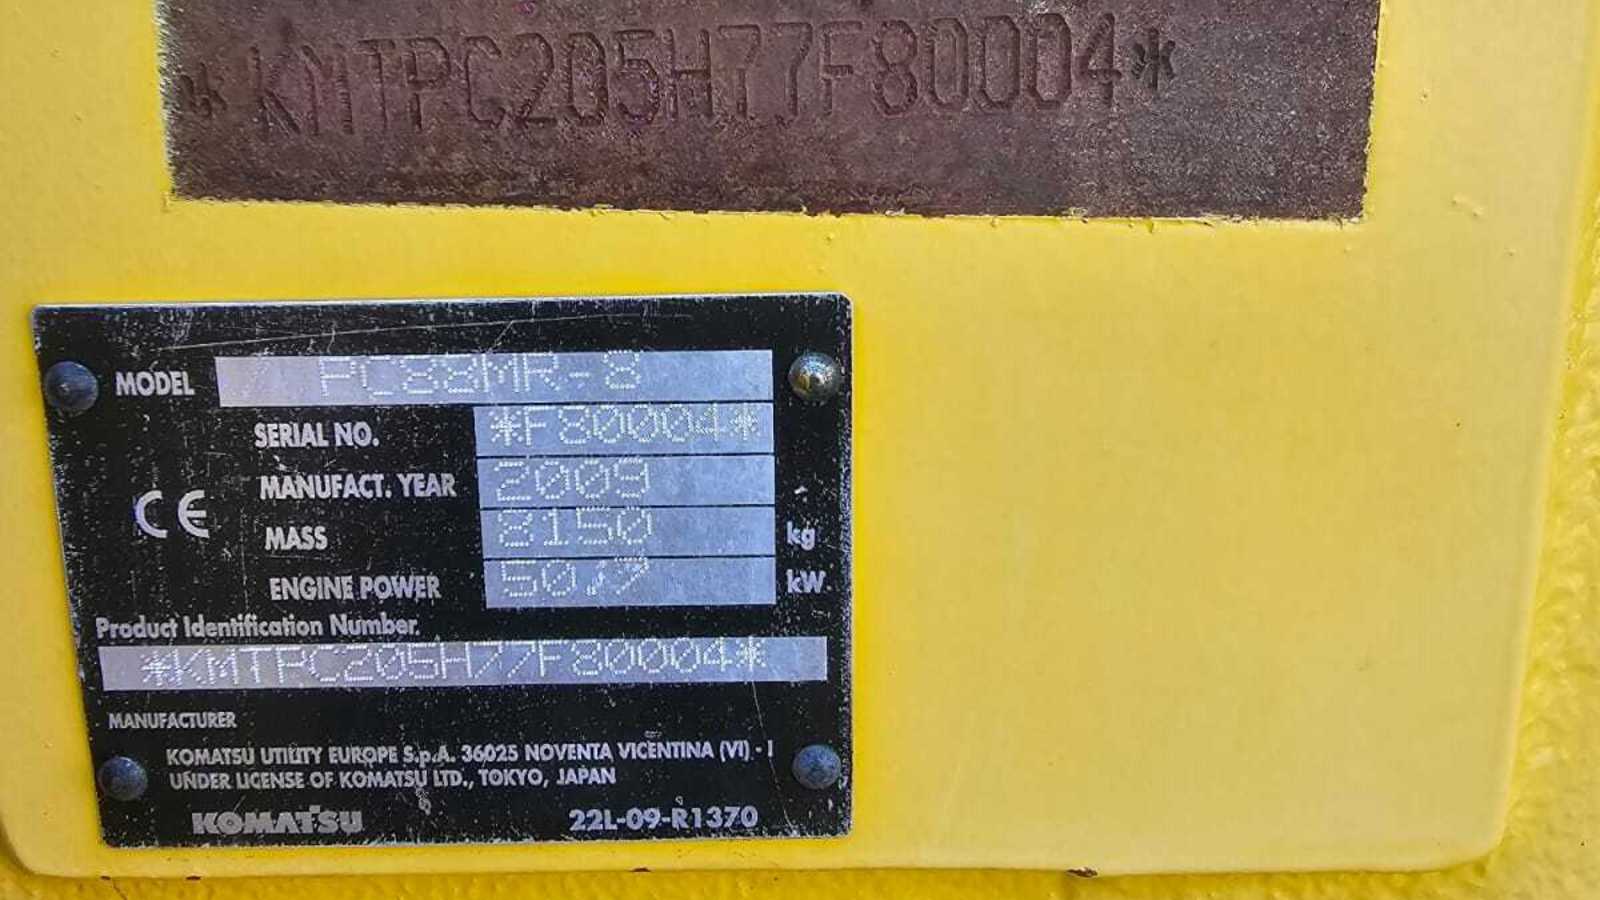 *KMTPC205H77F80004*
MODEL PC88MR-8
SERIAL NO. *F80004*
MANUFACT. YEAR 2009
CE MASS 8150 kg
ENGINE POWER 50,7 kW
Product Identification Number.
*KMTPC205H77F80004*
MANUFACTURER
KOMATSU UTILITY EUROPE S.p.A. 36025 NOVENTA VICENTINA (VI) - I
UNDER LICENSE OF KOMATSU LTD., TOKYO, JAPAN
KOMATSU 22L-09-R1370